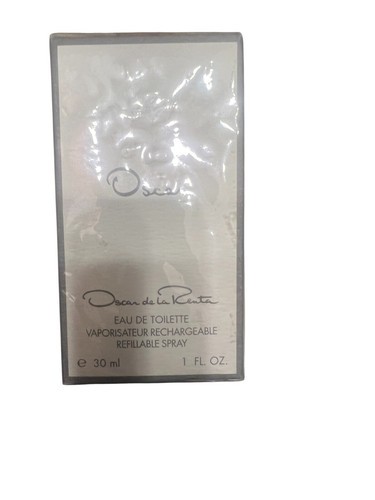 Oscar
Oscar de la Renta
EAU DE TOILETTE
VAPORISATEUR RECHARGEABLE
REFILLABLE SPRAY
e 30 ml 1 FL. OZ.